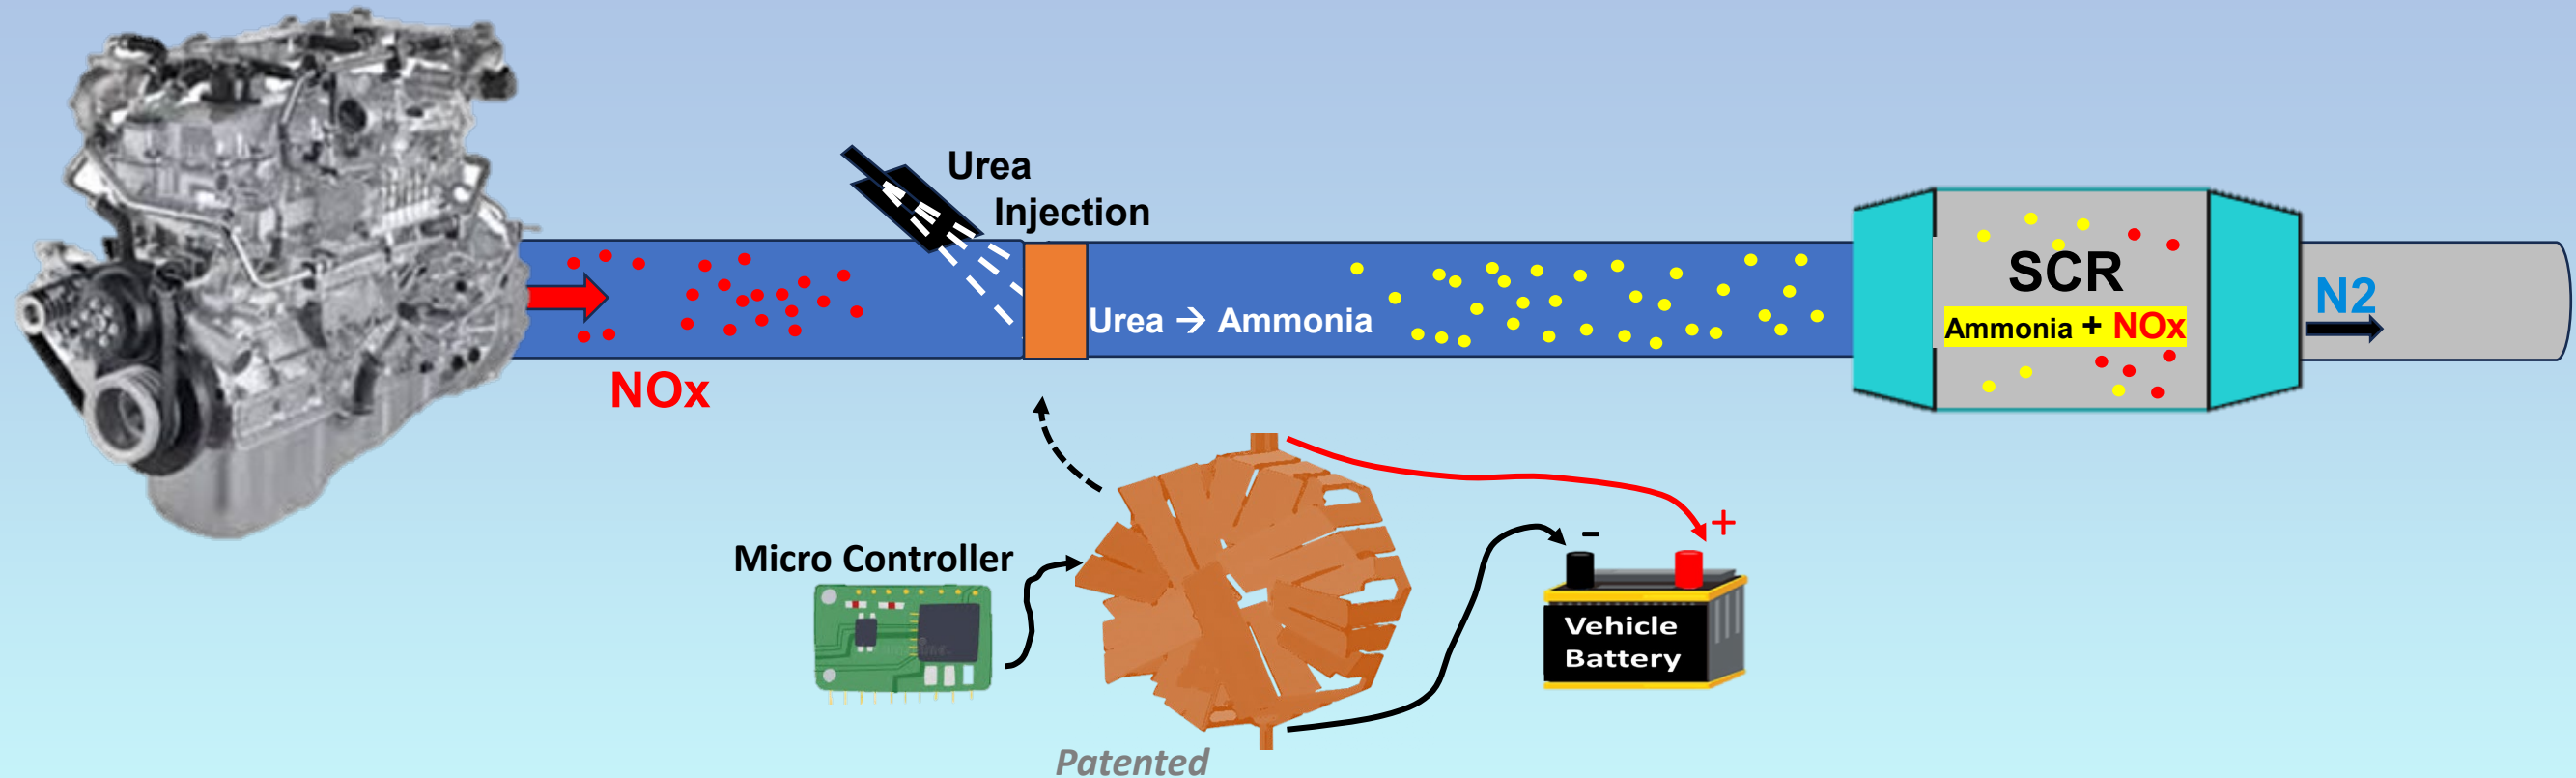 Urea
Injection
Urea → Ammonia
NOx
SCR
Ammonia + NOx
N2
Micro Controller
- +
Vehicle
Battery
Patented